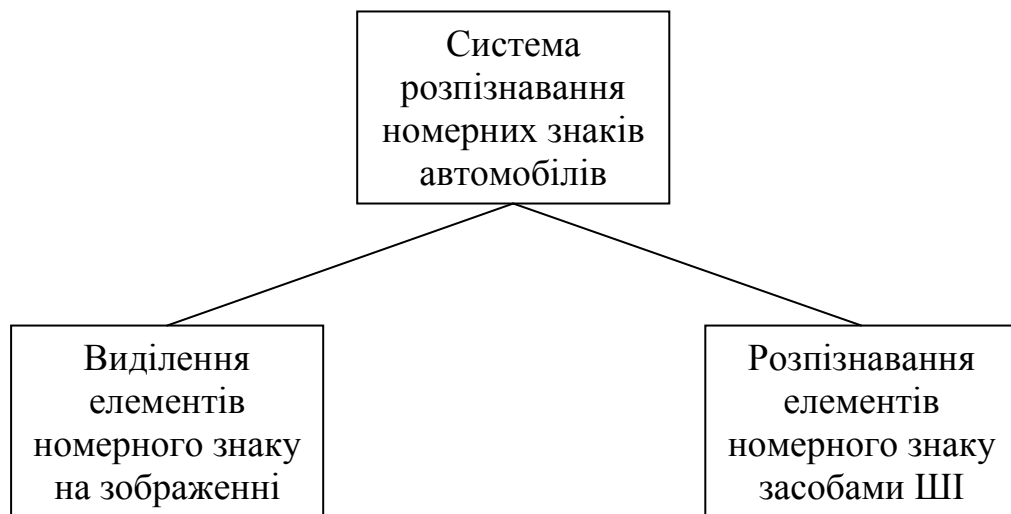 Система
розпізнавання
номерних знаків
автомобілів
Виділення
елементів
номерного знаку
на зображенні
Розпізнавання
елементів
номерного знаку
засобами ШІ